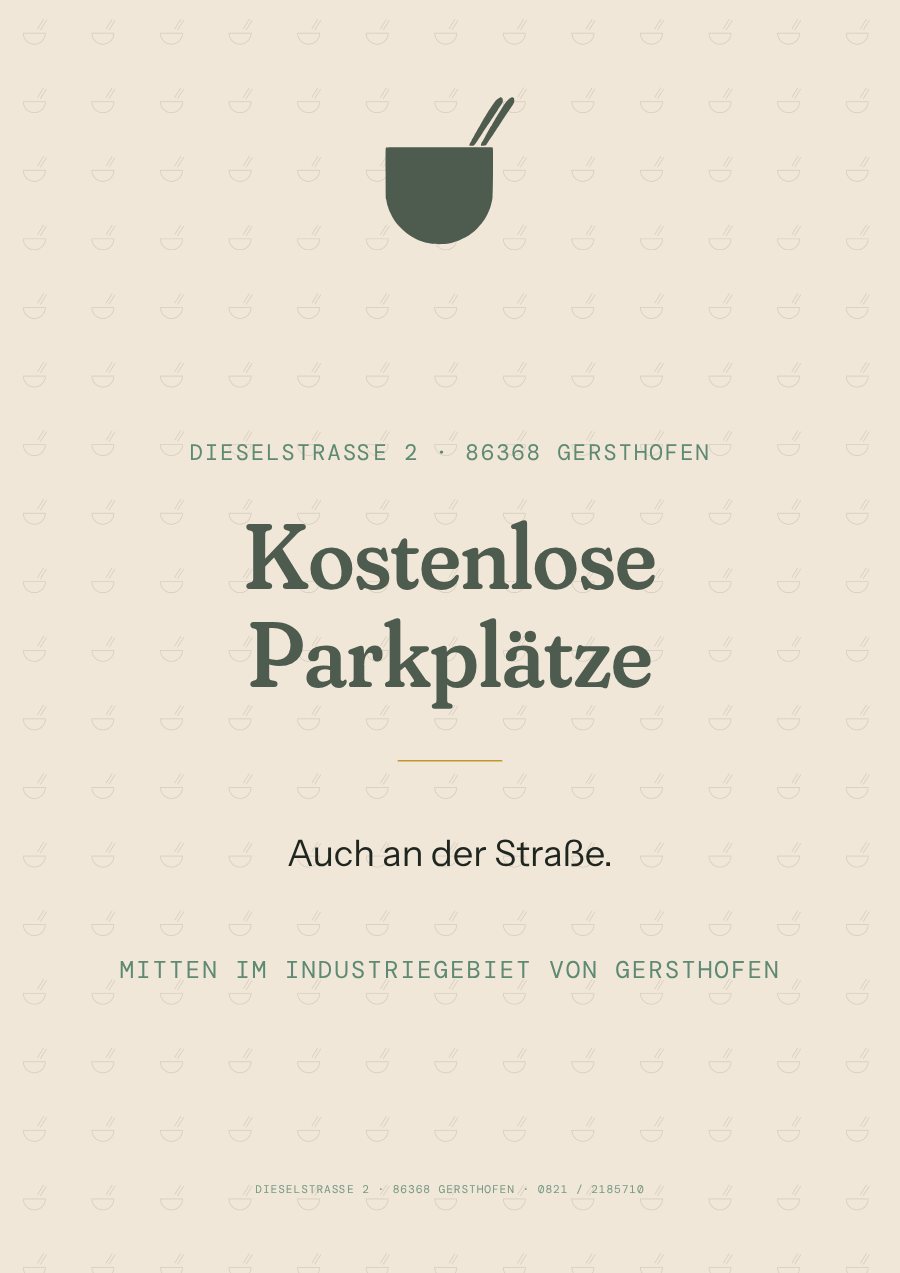 DIESELSTRASSE 2 · 86368 GERSTHOFEN
Kostenlose
Parkplätze
Auch an der Straße.
MITTEN IM INDUSTRIEGEBIET VON GERSTHOFEN
DIESELSTRASSE 2 · 86368 GERSTHOFEN · 0821 / 2185710